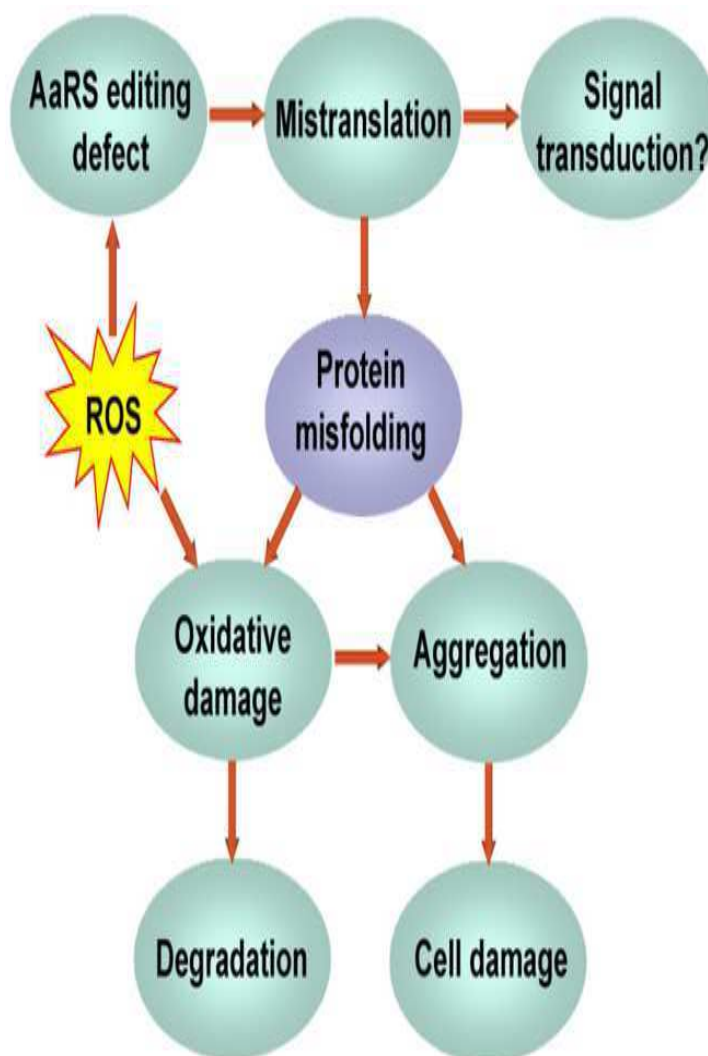 AaRS editing
defect
Mistranslation
Signal
transduction?
ROS
Protein
misfolding
Oxidative
damage
Aggregation
Degradation
Cell damage